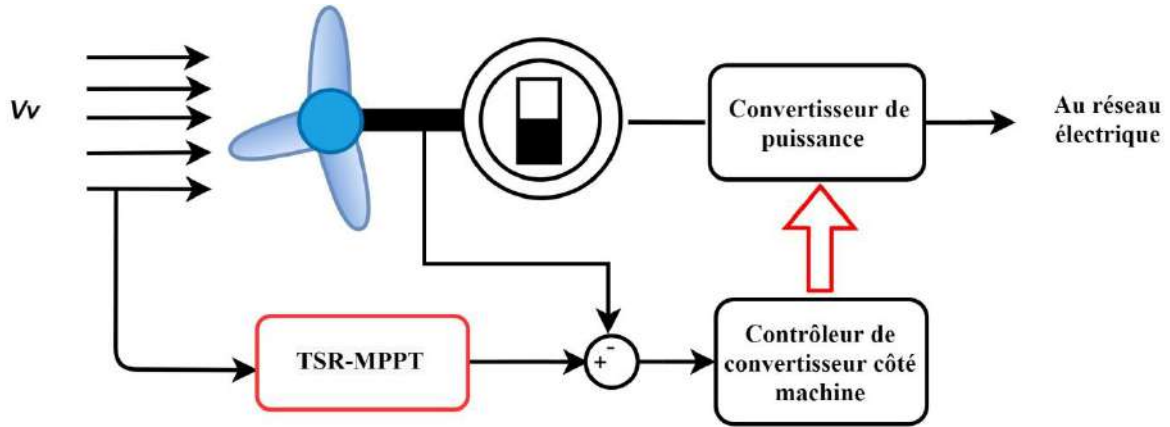 Vv
Convertisseur de
puissance
Au réseau
électrique
TSR-MPPT
+
-
Contrôleur de
convertisseur côté
machine